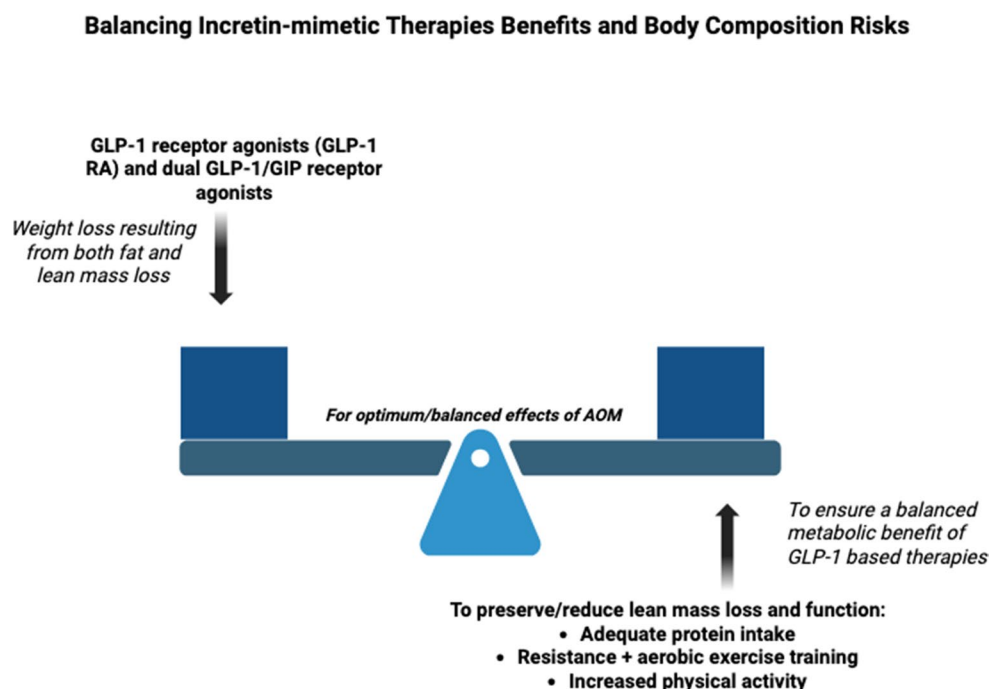 Balancing Incretin-mimetic Therapies Benefits and Body Composition Risks
GLP-1 receptor agonists (GLP-1
RA) and dual GLP-1/GIP receptor
agonists
Weight loss resulting
from both fat and
lean mass loss
For optimum/balanced effects of AOM
To ensure a balanced
metabolic benefit of
GLP-1 based therapies
To preserve/reduce lean mass loss and function:
• Adequate protein intake
• Resistance + aerobic exercise training
• Increased physical activity